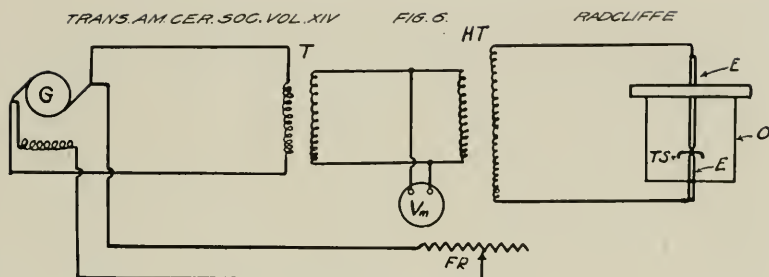 TRANS. AM. CER. SOC. VOL. XIV FIG. 6. RADCLIFFE
T HT
G
E
O
TS
E
Vm
FR